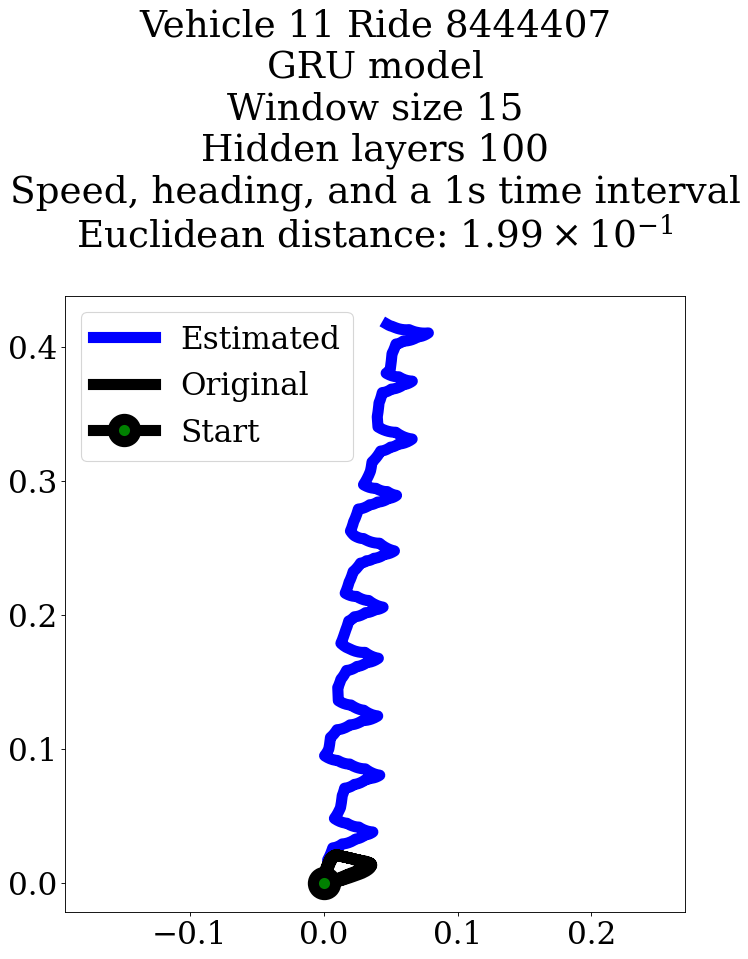 Vehicle 11 Ride 8444407
GRU model
Window size 15
Hidden layers 100
Speed, heading, and a 1s time interval
Euclidean distance: 1.99 × 10⁻¹
Estimated
Original
Start
0.4
0.3
0.2
0.1
0.0
−0.1 0.0 0.1 0.2